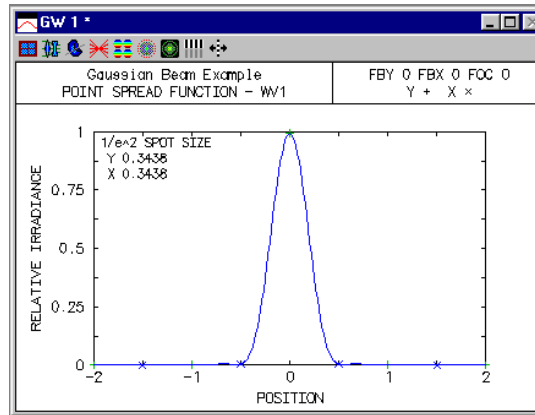 GW 1 *
Gaussian Beam Example
POINT SPREAD FUNCTION - WV1
FBY 0 FBX 0 FOC 0
Y + X ×
1/e^2 SPOT SIZE
Y 0.3438
X 0.3438
RELATIVE IRRADIANCE
1
0.75
0.5
0.25
0
-2
-1
0
1
2
POSITION